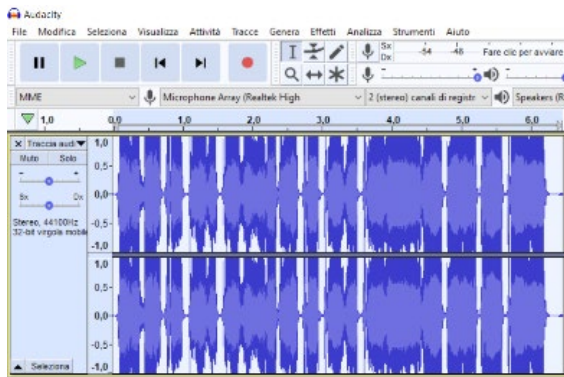 Audacity
File Modifica Seleziona Visualizza Attività Tracce Genera Effetti Analizza Strumenti Aiuto
Sx Dx -54 -48 Fare clic per avviare
MME Microphone Array (Realtek High 2 (stereo) canali di registr Speakers (R
1,0 0,0 1,0 2,0 3,0 4,0 5,0 6,0
X Traccia audi 1,0
Muto Solo
- + 0,5-
Sx Dx 0,0-
Stereo, 44100Hz -0,5-
32-bit virgola mobile
-1,0
1,0
0,5-
0,0-
-0,5-
Seleziona -1,0